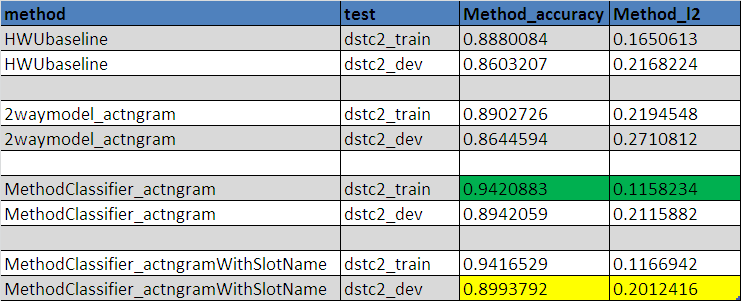 method test Method_accuracy Method_l2
HWUbaseline dstc2_train 0.8880084 0.1650613
HWUbaseline dstc2_dev 0.8603207 0.2168224
2waymodel_actngram dstc2_train 0.8902726 0.2194548
2waymodel_actngram dstc2_dev 0.8644594 0.2710812
MethodClassifier_actngram dstc2_train 0.9420883 0.1158234
MethodClassifier_actngram dstc2_dev 0.8942059 0.2115882
MethodClassifier_actngramWithSlotName dstc2_train 0.9416529 0.1166942
MethodClassifier_actngramWithSlotName dstc2_dev 0.8993792 0.2012416